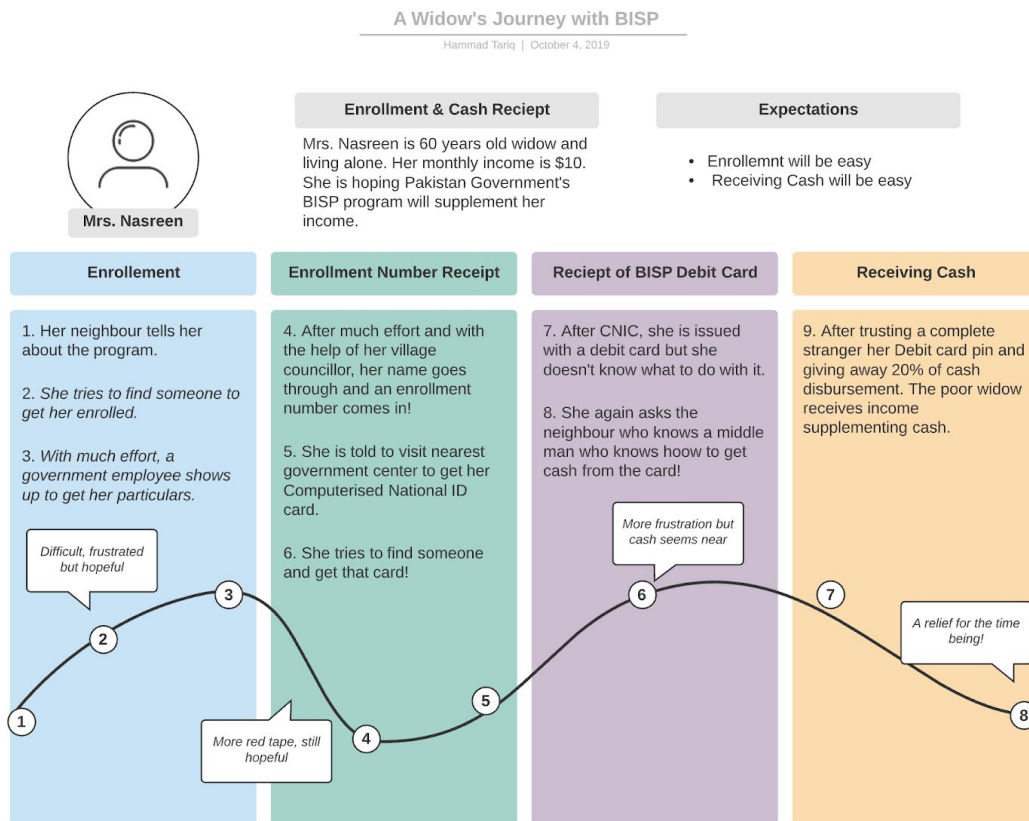 A Widow's Journey with BISP
Hammad Tariq | October 4, 2019
Mrs. Nasreen
Enrollment & Cash Reciept
Mrs. Nasreen is 60 years old widow and
living alone. Her monthly income is $10.
She is hoping Pakistan Government's
BISP program will supplement her
income.
Expectations
• Enrollemnt will be easy
• Receiving Cash will be easy
Enrollement
1. Her neighbour tells her
about the program.
2. She tries to find someone to
get her enrolled.
3. With much effort, a
government employee shows
up to get her particulars.
Difficult, frustrated
but hopeful
Enrollment Number Receipt
4. After much effort and with
the help of her village
councillor, her name goes
through and an enrollment
number comes in!
5. She is told to visit nearest
government center to get her
Computerised National ID
card.
6. She tries to find someone
and get that card!
More red tape, still
hopeful
Reciept of BISP Debit Card
7. After CNIC, she is issued
with a debit card but she
doesn't know what to do with it.
8. She again asks the
neighbour who knows a middle
man who knows hoow to get
cash from the card!
More frustration but
cash seems near
Receiving Cash
9. After trusting a complete
stranger her Debit card pin and
giving away 20% of cash
disbursement. The poor widow
receives income
supplementing cash.
A relief for the time
being!
1
2
3
4
5
6
7
8